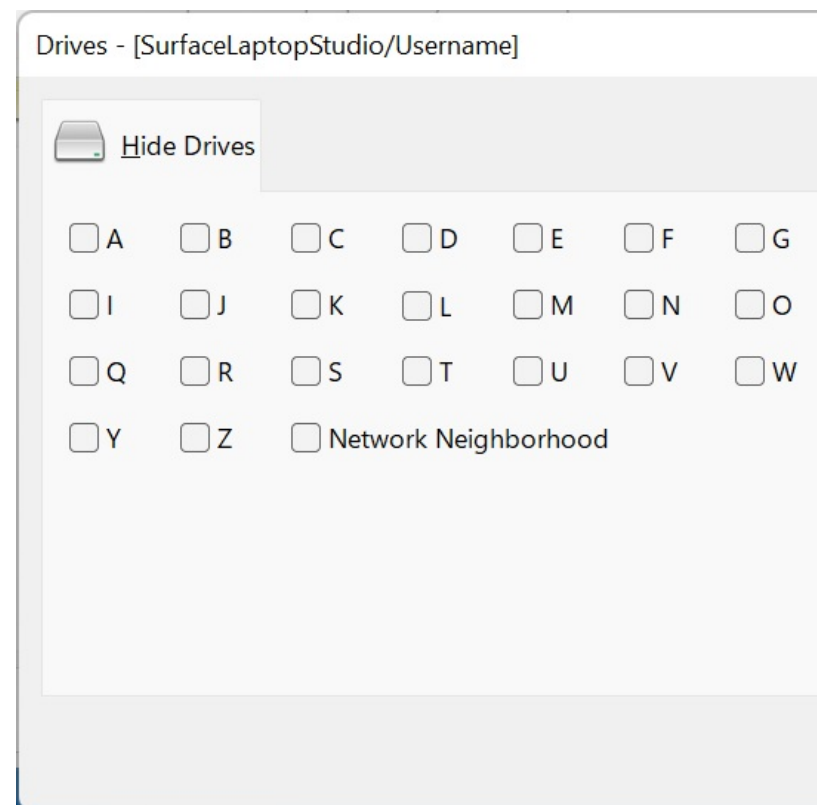 Drives - [SurfaceLaptopStudio/Username]
Hide Drives
A B C D E F G
I J K L M N O
Q R S T U V W
Y Z Network Neighborhood